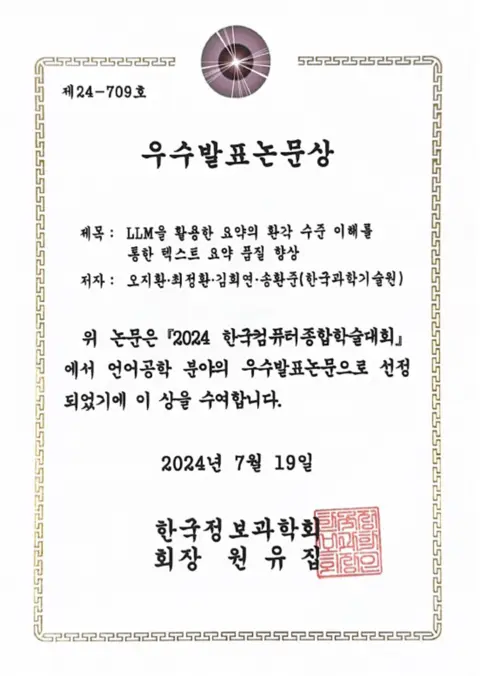 제24-709호
우수발표논문상
제목 : LLM을 활용한 요약의 환각 수준 이해를
통한 텍스트 요약 품질 향상
저자 : 오지환·최정환·김희연·송환준(한국과학기술원)
위 논문은 『2024 한국컴퓨터종합학술대회』
에서 언어공학 분야의 우수발표논문으로 선정
되었기에 이 상을 수여합니다.
2024년 7월 19일
한국정보과학회
회장 원유집